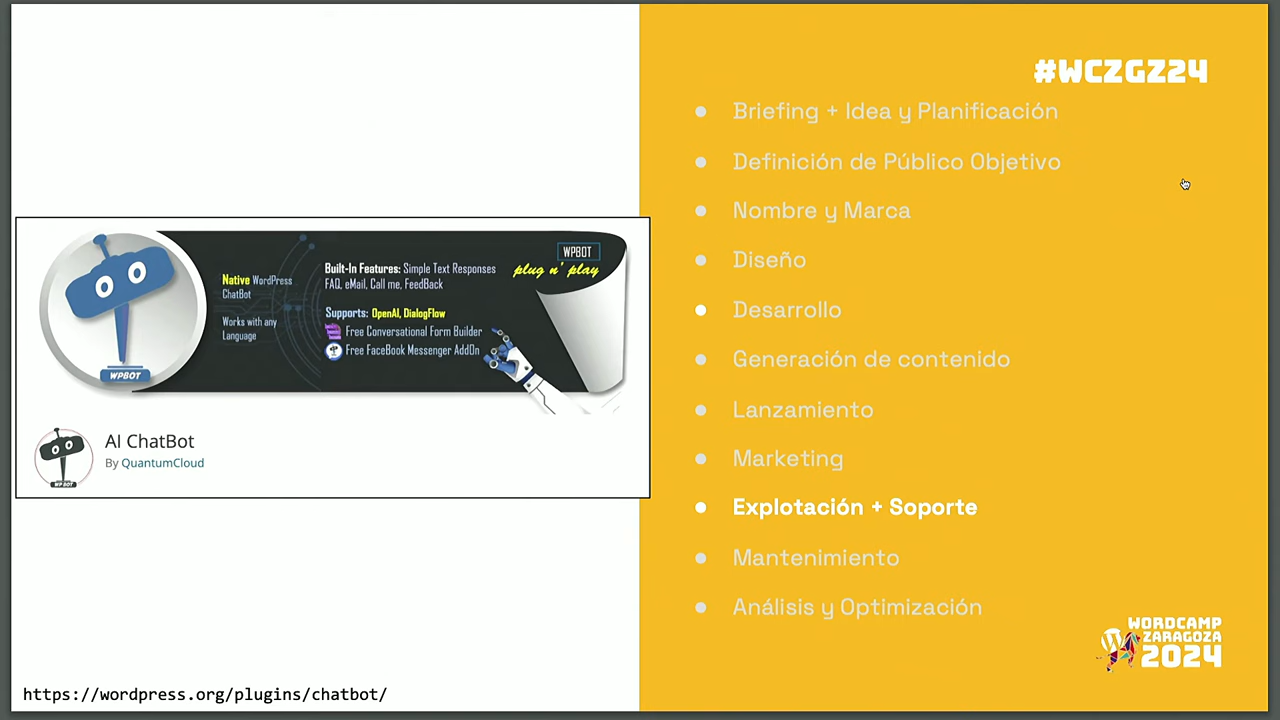 #WCZGZ24
● Briefing + Idea y Planificación
● Definición de Público Objetivo
● Nombre y Marca
● Diseño
● Desarrollo
● Generación de contenido
● Lanzamiento
● Marketing
● Explotación + Soporte
● Mantenimiento
● Análisis y Optimización
WPBOT
Native WordPress
ChatBot
Works with any
Language
Built-In Features: Simple Text Responses
FAQ, eMail, Call me, FeedBack
Supports: OpenAI, DialogFlow
Free Conversational Form Builder
Free FaceBook Messenger AddOn
WPBOT
plug n' play
WP BOT
AI ChatBot
By QuantumCloud
https://wordpress.org/plugins/chatbot/
WORDCAMP
ZARAGOZA
2024